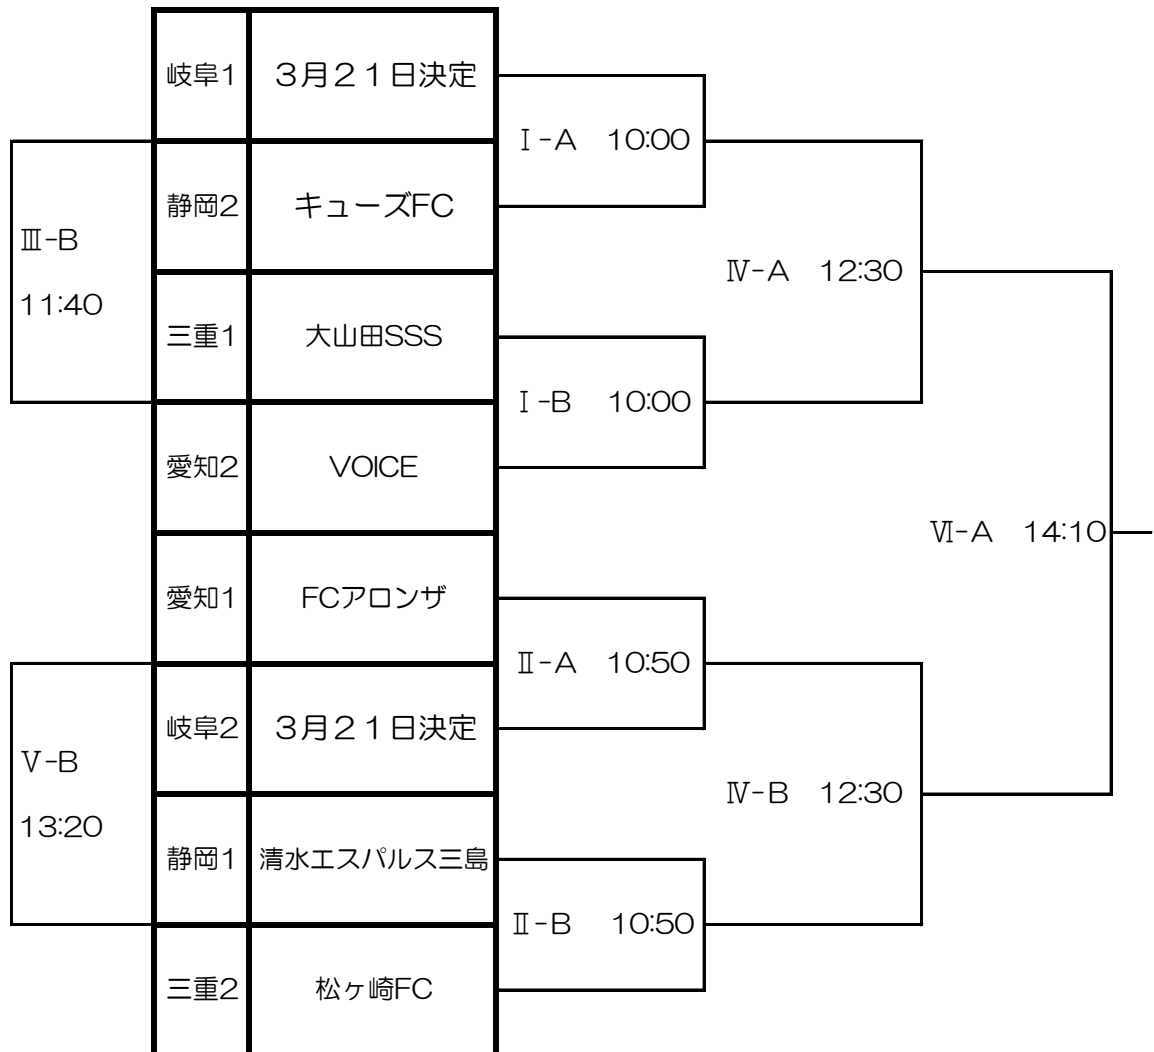 岐阜1 ３月２１日決定
Ⅰ-A 10:00
静岡2 キューズFC
Ⅲ-B
11:40
Ⅳ-A 12:30
三重1 大山田SSS
Ⅰ-B 10:00
愛知2 VOICE
Ⅵ-A 14:10
愛知1 FCアロンザ
Ⅱ-A 10:50
岐阜2 ３月２１日決定
Ⅴ-B
13:20
Ⅳ-B 12:30
静岡1 清水エスパルス三島
Ⅱ-B 10:50
三重2 松ヶ崎FC